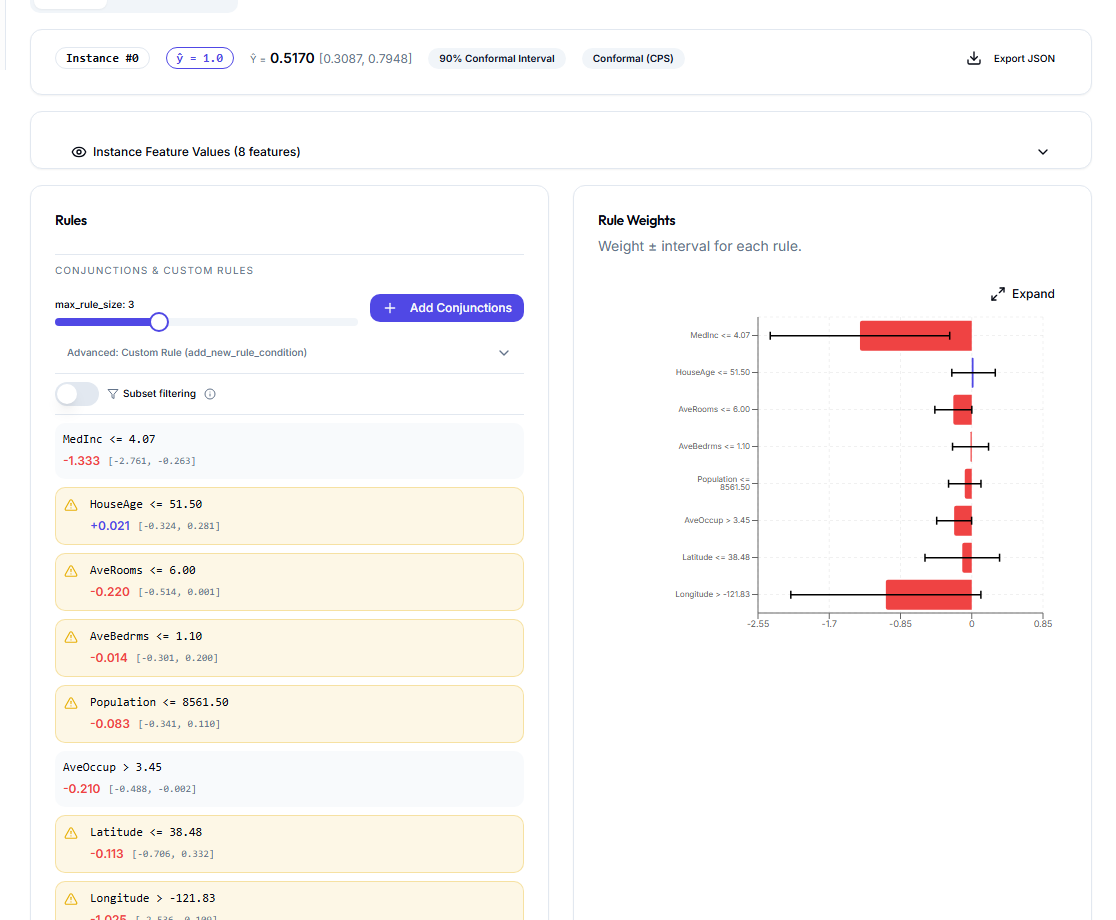 Instance #0
ŷ = 1.0
Ŷ = 0.5170 [0.3087, 0.7948]
90% Conformal Interval
Conformal (CPS)
Export JSON
Instance Feature Values (8 features)
Rules
CONJUNCTIONS & CUSTOM RULES
max_rule_size: 3
Add Conjunctions
Advanced: Custom Rule (add_new_rule_condition)
Subset filtering
MedInc <= 4.07
-1.333 [-2.761, -0.263]
HouseAge <= 51.50
+0.021 [-0.324, 0.281]
AveRooms <= 6.00
-0.220 [-0.514, 0.001]
AveBedrms <= 1.10
-0.014 [-0.301, 0.200]
Population <= 8561.50
-0.083 [-0.341, 0.110]
AveOccup > 3.45
-0.210 [-0.488, -0.002]
Latitude <= 38.48
-0.113 [-0.706, 0.332]
Longitude > -121.83
Rule Weights
Weight ± interval for each rule.
Expand
MedInc <= 4.07
HouseAge <= 51.50
AveRooms <= 6.00
AveBedrms <= 1.10
Population <=
8561.50
AveOccup > 3.45
Latitude <= 38.48
Longitude > -121.83
-2.55 -1.7 -0.85 0 0.85